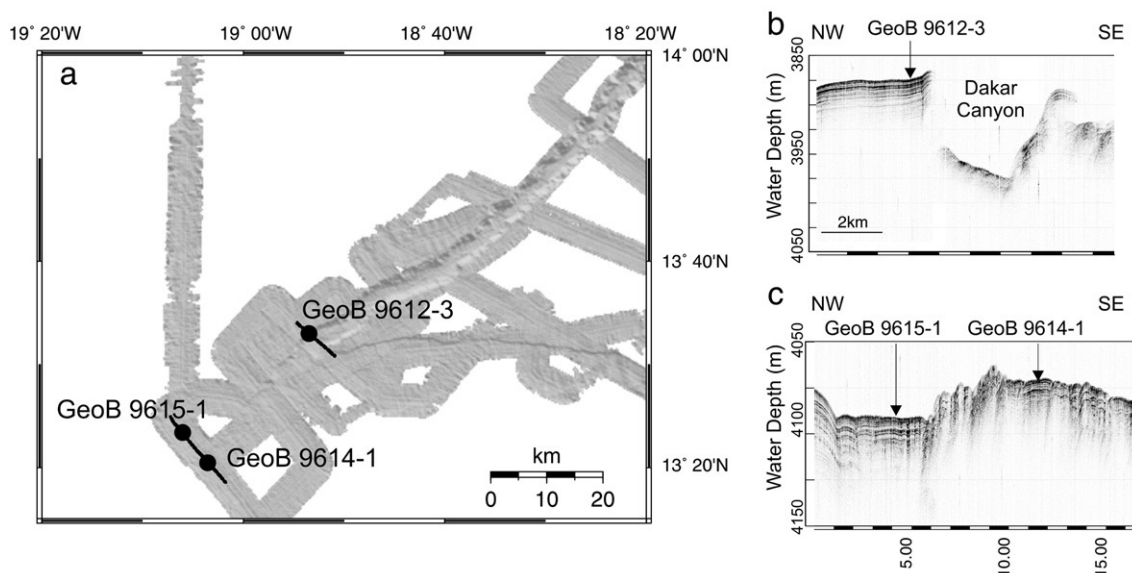 19° 20'W
19° 00'W
18° 40'W
18° 20'W
a
14° 00'N
13° 40'N
13° 20'N
GeoB 9612-3
GeoB 9615-1
GeoB 9614-1
km
0 10 20
b
NW
GeoB 9612-3
SE
Dakar
Canyon
Water Depth (m)
3850
3950
4050
2km
c
NW
SE
GeoB 9615-1
GeoB 9614-1
Water Depth (m)
4050
4100
4150
5.00
10.00
15.00